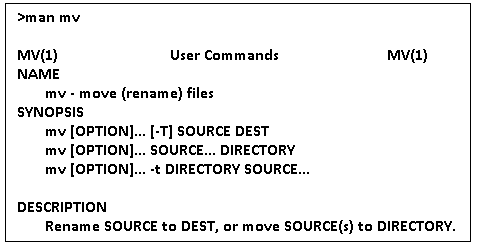 >man mv
MV(1) User Commands MV(1)
NAME
mv - move (rename) files
SYNOPSIS
mv [OPTION]... [-T] SOURCE DEST
mv [OPTION]... SOURCE... DIRECTORY
mv [OPTION]... -t DIRECTORY SOURCE...
DESCRIPTION
Rename SOURCE to DEST, or move SOURCE(s) to DIRECTORY.